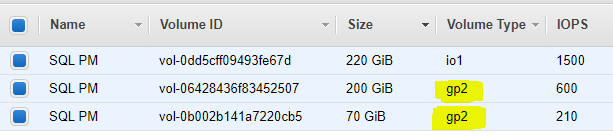 Name Volume ID Size Volume Type IOPS
SQL PM vol-0dd5cff09493fe67d 220 GiB io1 1500
SQL PM vol-06428436f83452507 200 GiB gp2 600
SQL PM vol-0b002b141a7220cb5 70 GiB gp2 210